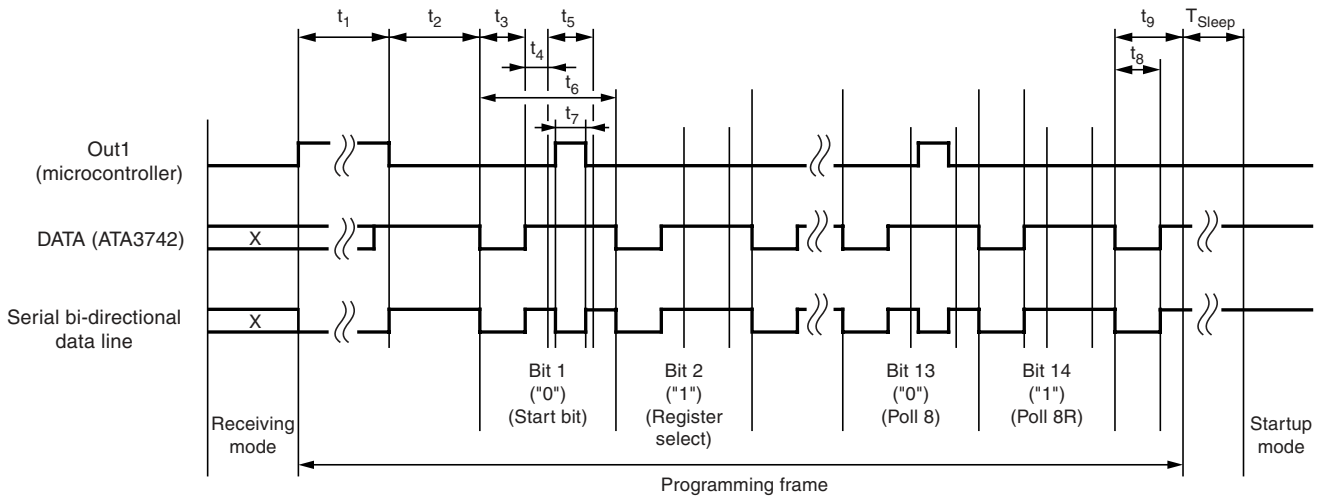 t1
t2
t3
t4
t5
t6
t7
t9
TSleep
t8
Out1
(microcontroller)
DATA (ATA3742)
X
Serial bi-directional
data line
X
Bit 1
("0")
(Start bit)
Bit 2
("1")
(Register
select)
Bit 13
("0")
(Poll 8)
Bit 14
("1")
(Poll 8R)
Receiving
mode
Startup
mode
Programming frame